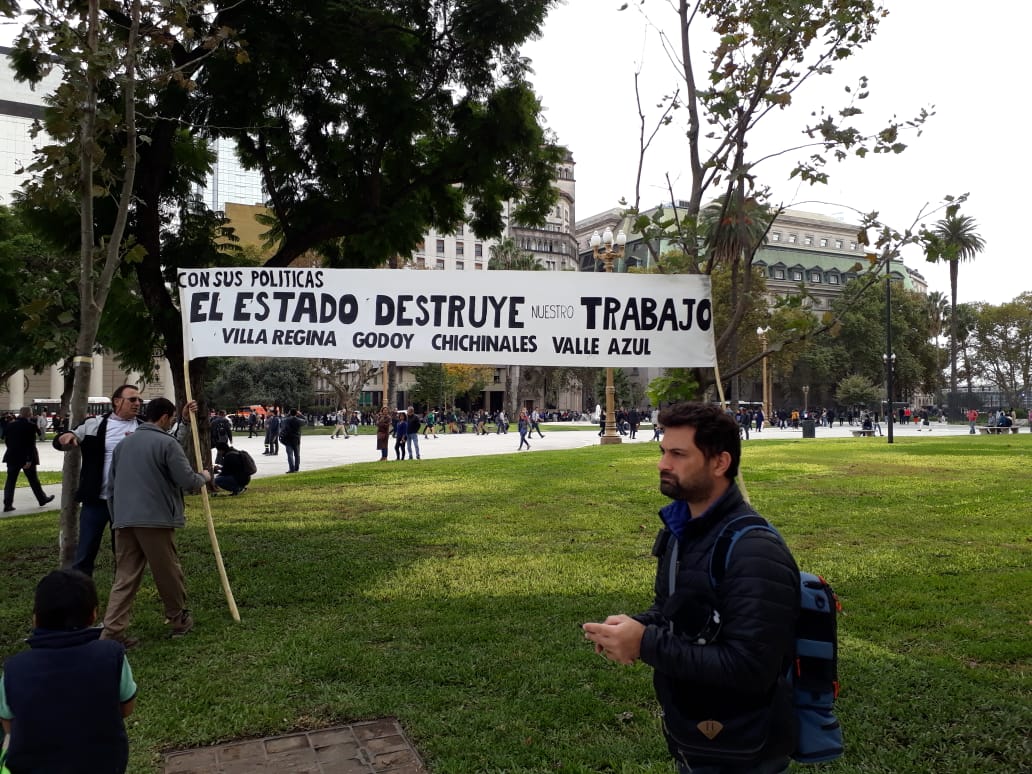 CON SUS POLITICAS
EL ESTADO DESTRUYE NUESTRO TRABAJO
VILLA REGINA GODOY CHICHINALES VALLE AZUL